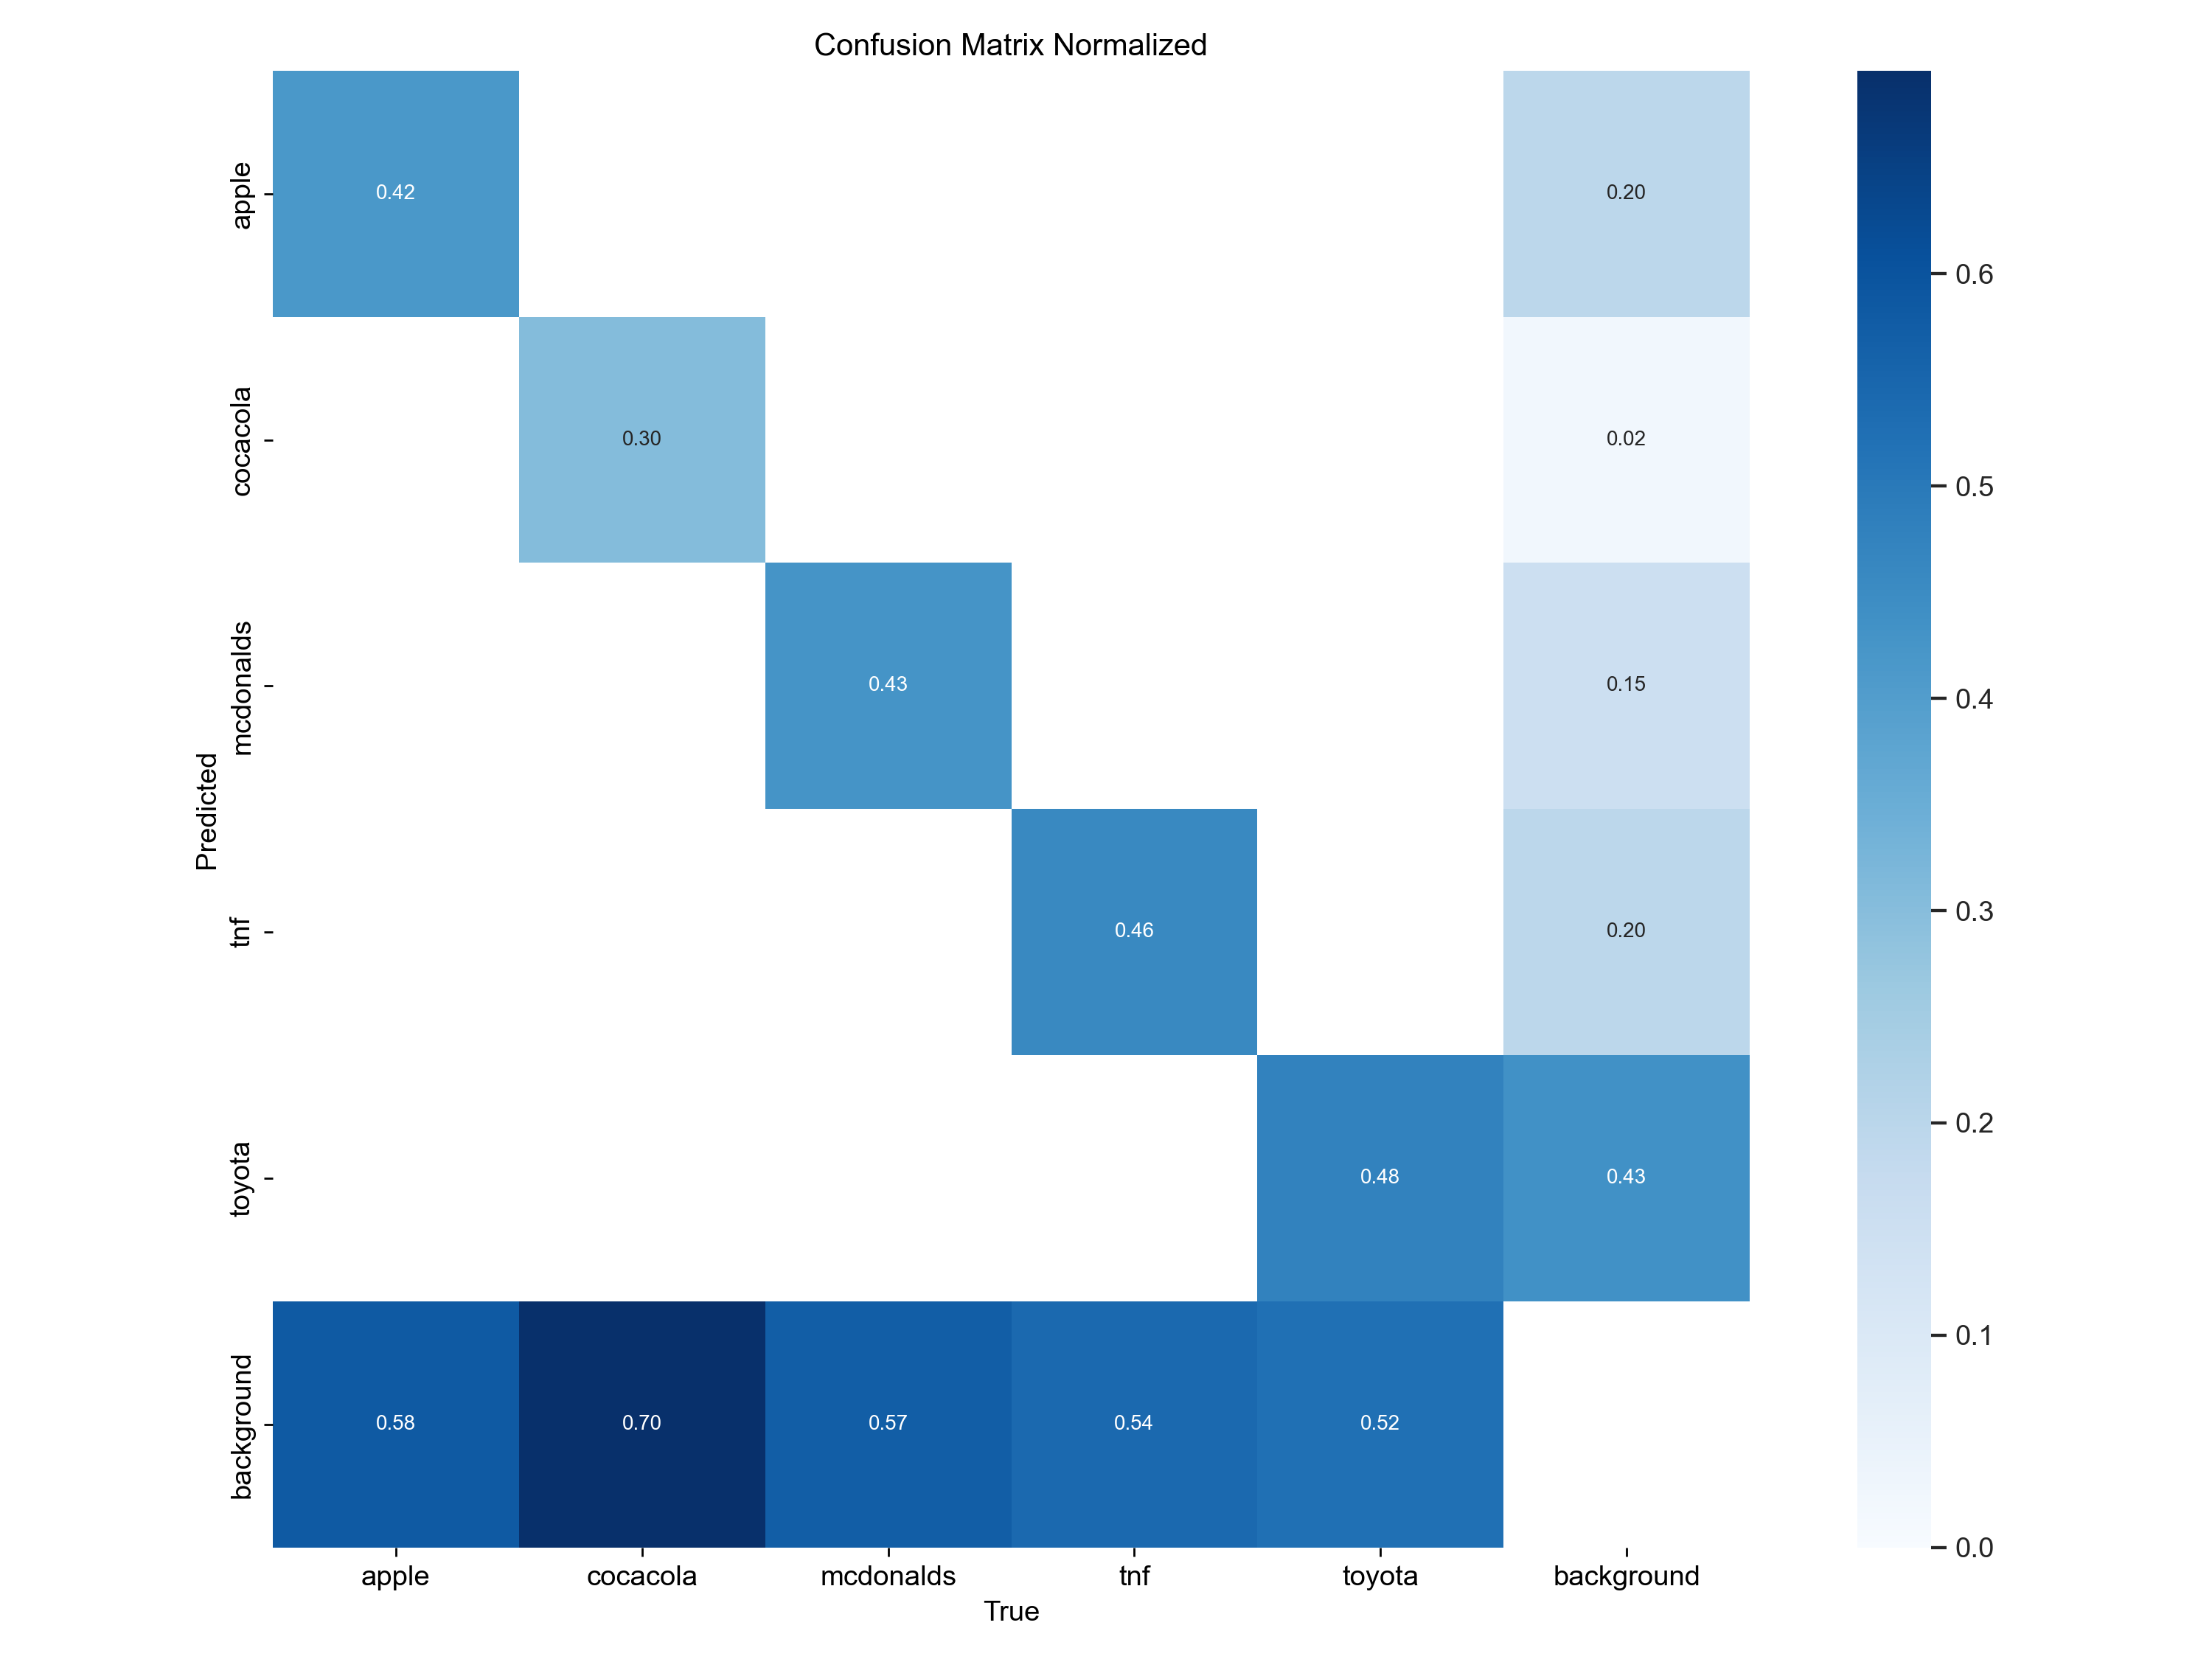 Confusion Matrix Normalized
apple
0.42
0.20
cocacola
0.30
0.02
mcdonalds
0.43
0.15
tnf
0.46
0.20
toyota
0.48
0.43
background
0.58
0.70
0.57
0.54
0.52
Predicted
apple
cocacola
mcdonalds
tnf
toyota
background
True
0.6
0.5
0.4
0.3
0.2
0.1
0.0